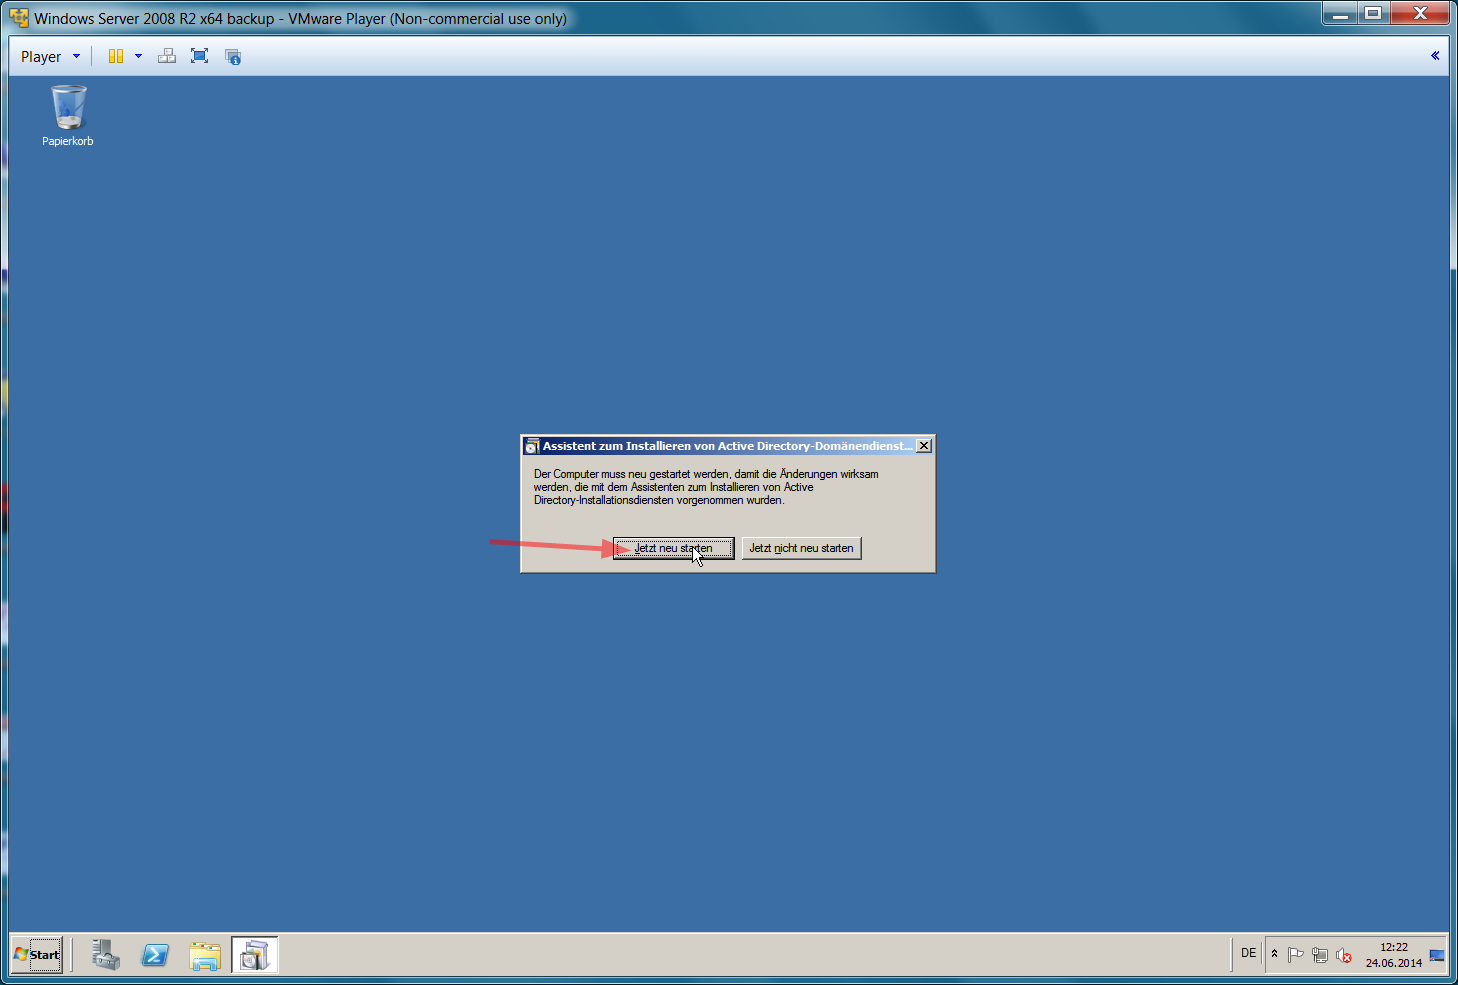 Windows Server 2008 R2 x64 backup - VMware Player (Non-commercial use only)
Player
Papierkorb
Assistent zum Installieren von Active Directory-Domänendienst...
Der Computer muss neu gestartet werden, damit die Änderungen wirksam
werden, die mit dem Assistenten zum Installieren von Active
Directory-Installationsdiensten vorgenommen wurden.
Jetzt neu starten
Jetzt nicht neu starten
Start
DE
12:22
24.06.2014